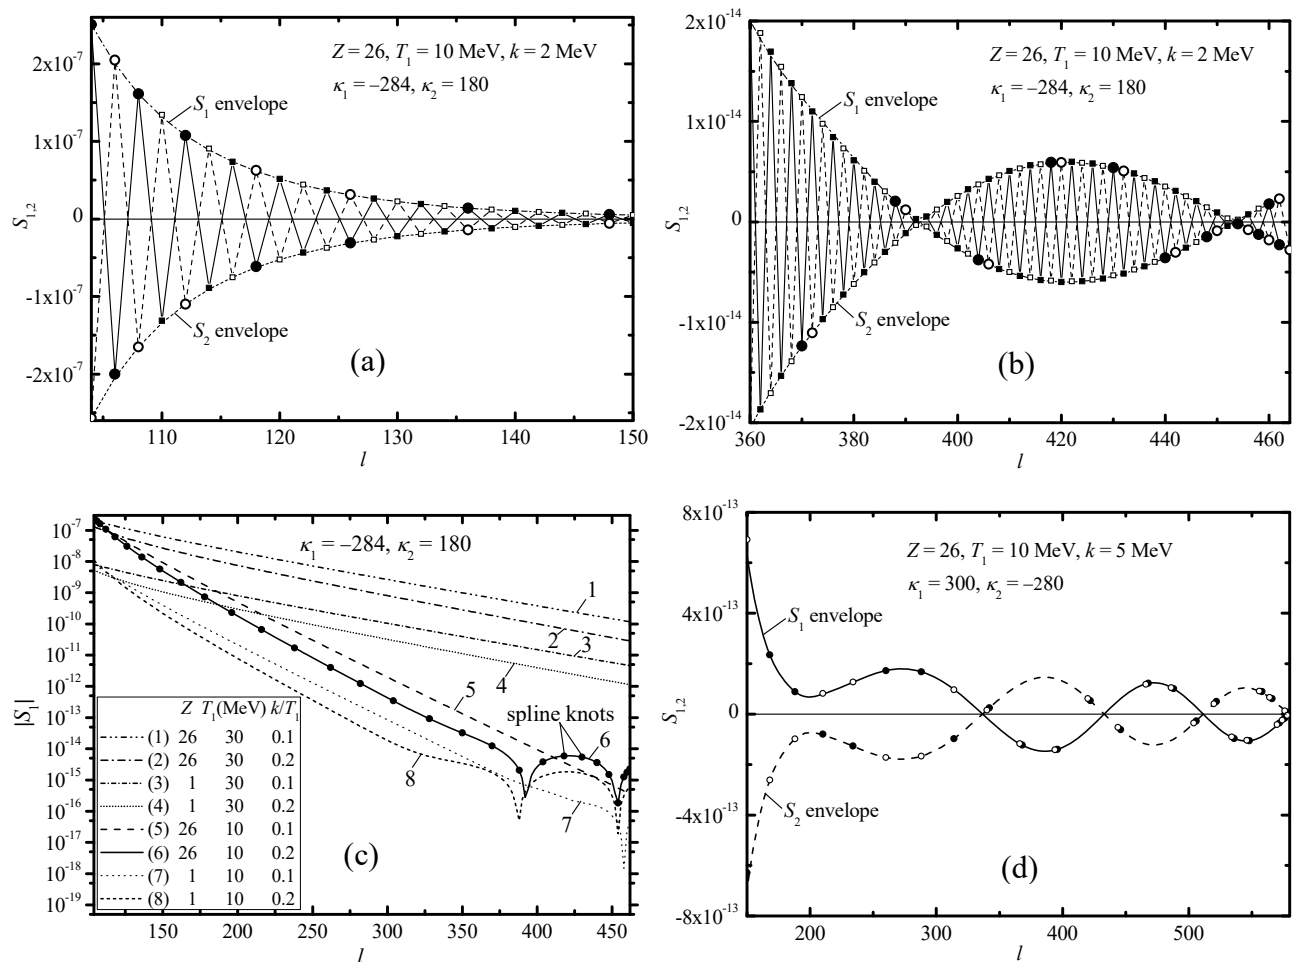 Z = 26, T₁ = 10 MeV, k = 2 MeV
κ₁ = –284, κ₂ = 180
S₁ envelope
S₂ envelope
(a)
2x10⁻⁷
1x10⁻⁷
0
-1x10⁻⁷
-2x10⁻⁷
S₁,₂
110 120 130 140 150
l
Z = 26, T₁ = 10 MeV, k = 2 MeV
κ₁ = –284, κ₂ = 180
S₁ envelope
S₂ envelope
(b)
2x10⁻¹⁴
1x10⁻¹⁴
0
-1x10⁻¹⁴
-2x10⁻¹⁴
S₁,₂
360 380 400 420 440 460
l
κ₁ = –284, κ₂ = 180
10⁻⁷
10⁻⁸
10⁻⁹
10⁻¹⁰
10⁻¹¹
10⁻¹²
10⁻¹³
10⁻¹⁴
10⁻¹⁵
10⁻¹⁶
10⁻¹⁷
10⁻¹⁸
10⁻¹⁹
|S₁|
1
2
3
4
5
spline knots
6
7
8
Z T₁(MeV) k/T₁
(1) 26 30 0.1
(2) 26 30 0.2
(3) 1 30 0.1
(4) 1 30 0.2
(5) 26 10 0.1
(6) 26 10 0.2
(7) 1 10 0.1
(8) 1 10 0.2
(c)
150 200 250 300 350 400 450
l
Z = 26, T₁ = 10 MeV, k = 5 MeV
κ₁ = 300, κ₂ = –280
S₁ envelope
S₂ envelope
(d)
8x10⁻¹³
4x10⁻¹³
0
-4x10⁻¹³
-8x10⁻¹³
S₁,₂
200 300 400 500
l